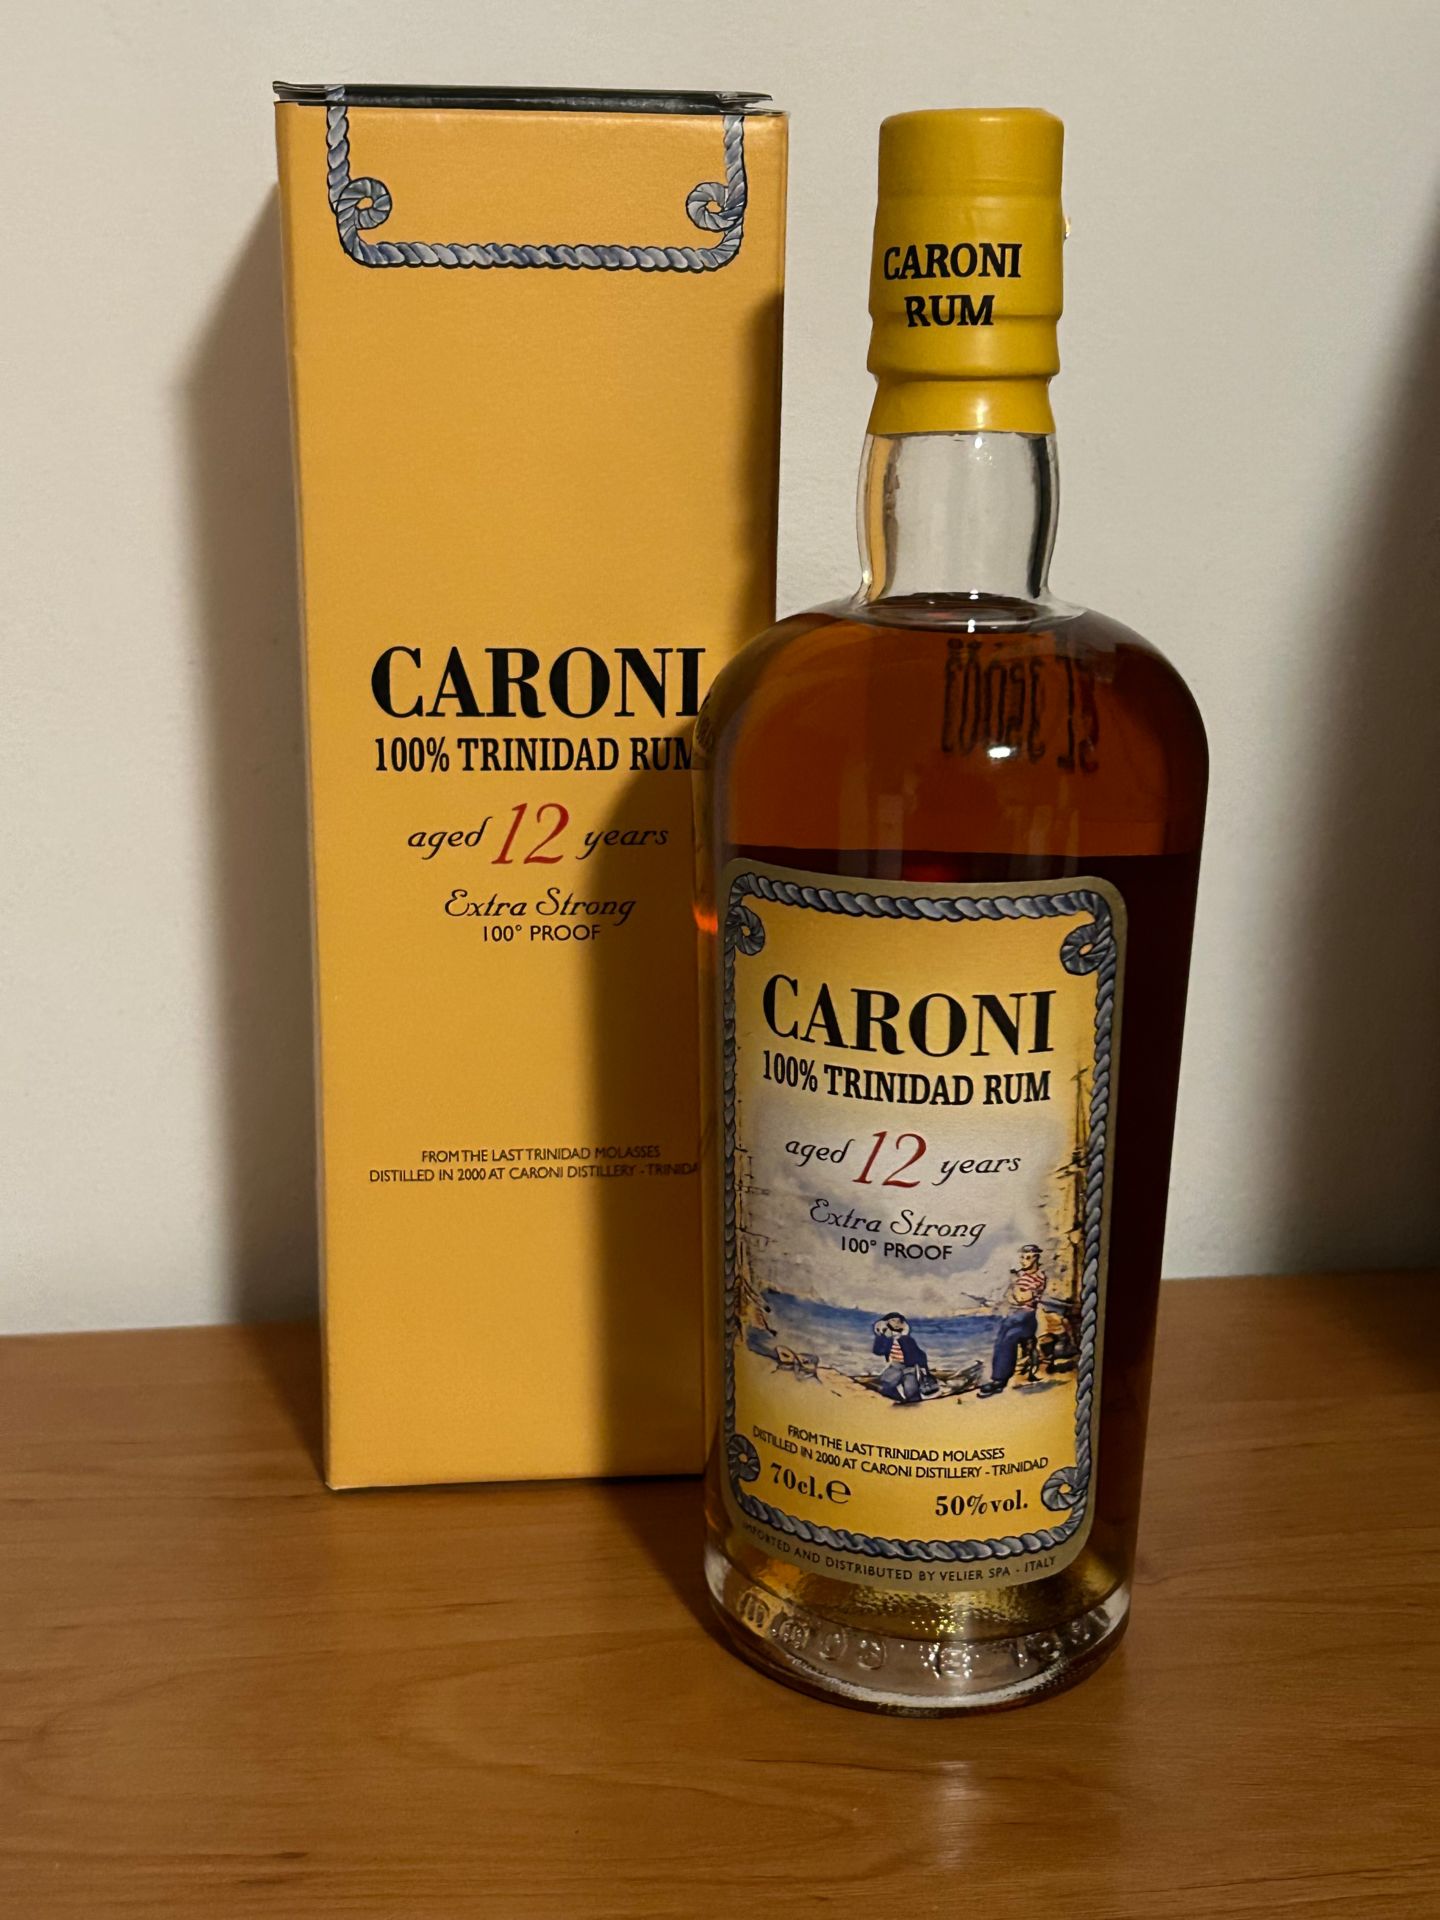 CARONI
100% TRINIDAD RUM
aged 12 years
Extra Strong
100° PROOF
FROM THE LAST TRINIDAD MOLASSES
DISTILLED IN 2000 AT CARONI DISTILLERY - TRINIDA
CARONI
RUM
CARONI
100% TRINIDAD RUM
aged 12 years
Extra Strong
100° PROOF
FROM THE LAST TRINIDAD MOLASSES
DISTILLED IN 2000 AT CARONI DISTILLERY - TRINIDAD
70cl.℮ 50%vol.
IMPORTED AND DISTRIBUTED BY VELIER SPA - ITALY